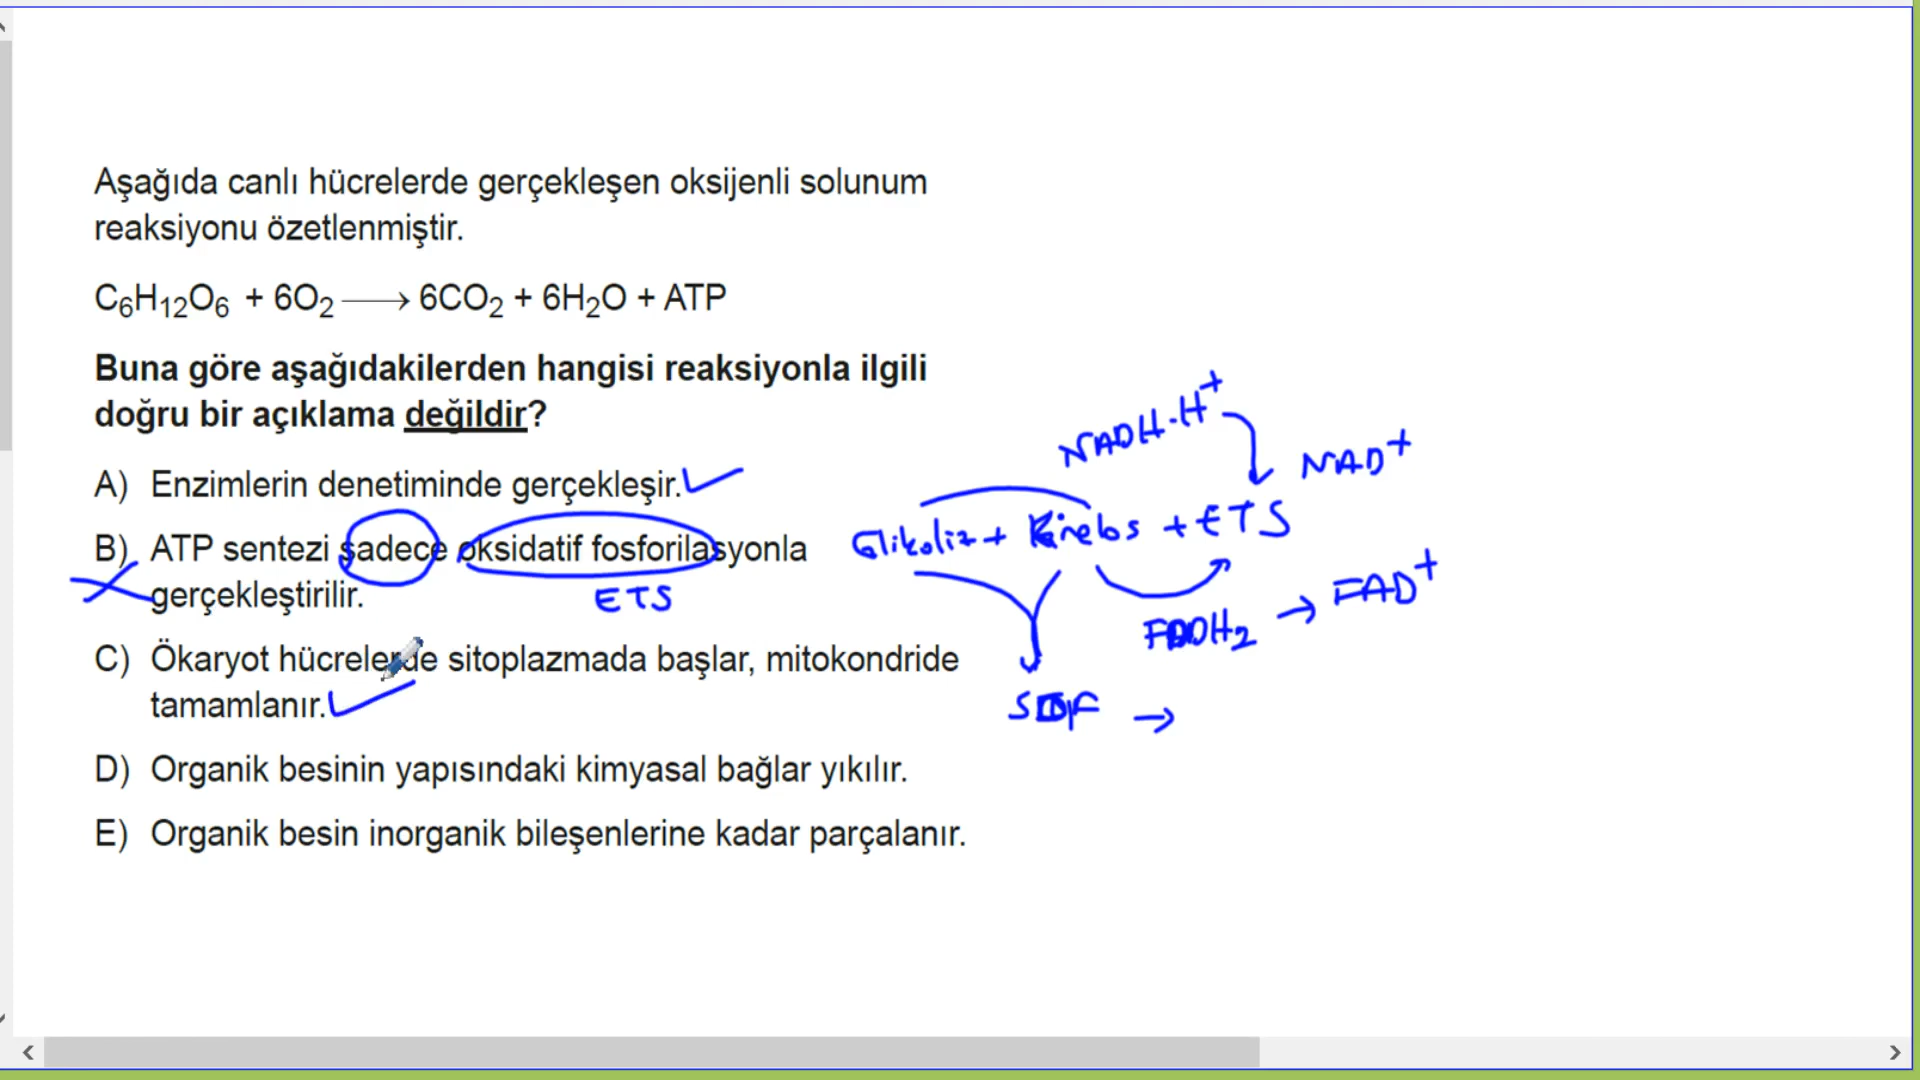 Aşağıda canlı hücrelerde gerçekleşen oksijenli solunum
reaksiyonu özetlenmiştir.
C6H12O6 + 6O2 ⟶ 6CO2 + 6H2O + ATP
Buna göre aşağıdakilerden hangisi reaksiyonla ilgili
doğru bir açıklama değildir?
A) Enzimlerin denetiminde gerçekleşir.
B) ATP sentezi sadece oksidatif fosforilasyonla
gerçekleştirilir.
ETS
C) Ökaryot hücrelerde sitoplazmada başlar, mitokondride
tamamlanır.
D) Organik besinin yapısındaki kimyasal bağlar yıkılır.
E) Organik besin inorganik bileşenlerine kadar parçalanır.
NADH·H+
NAD+
Glikoliz + Krebs + ETS
→ FAD+
→